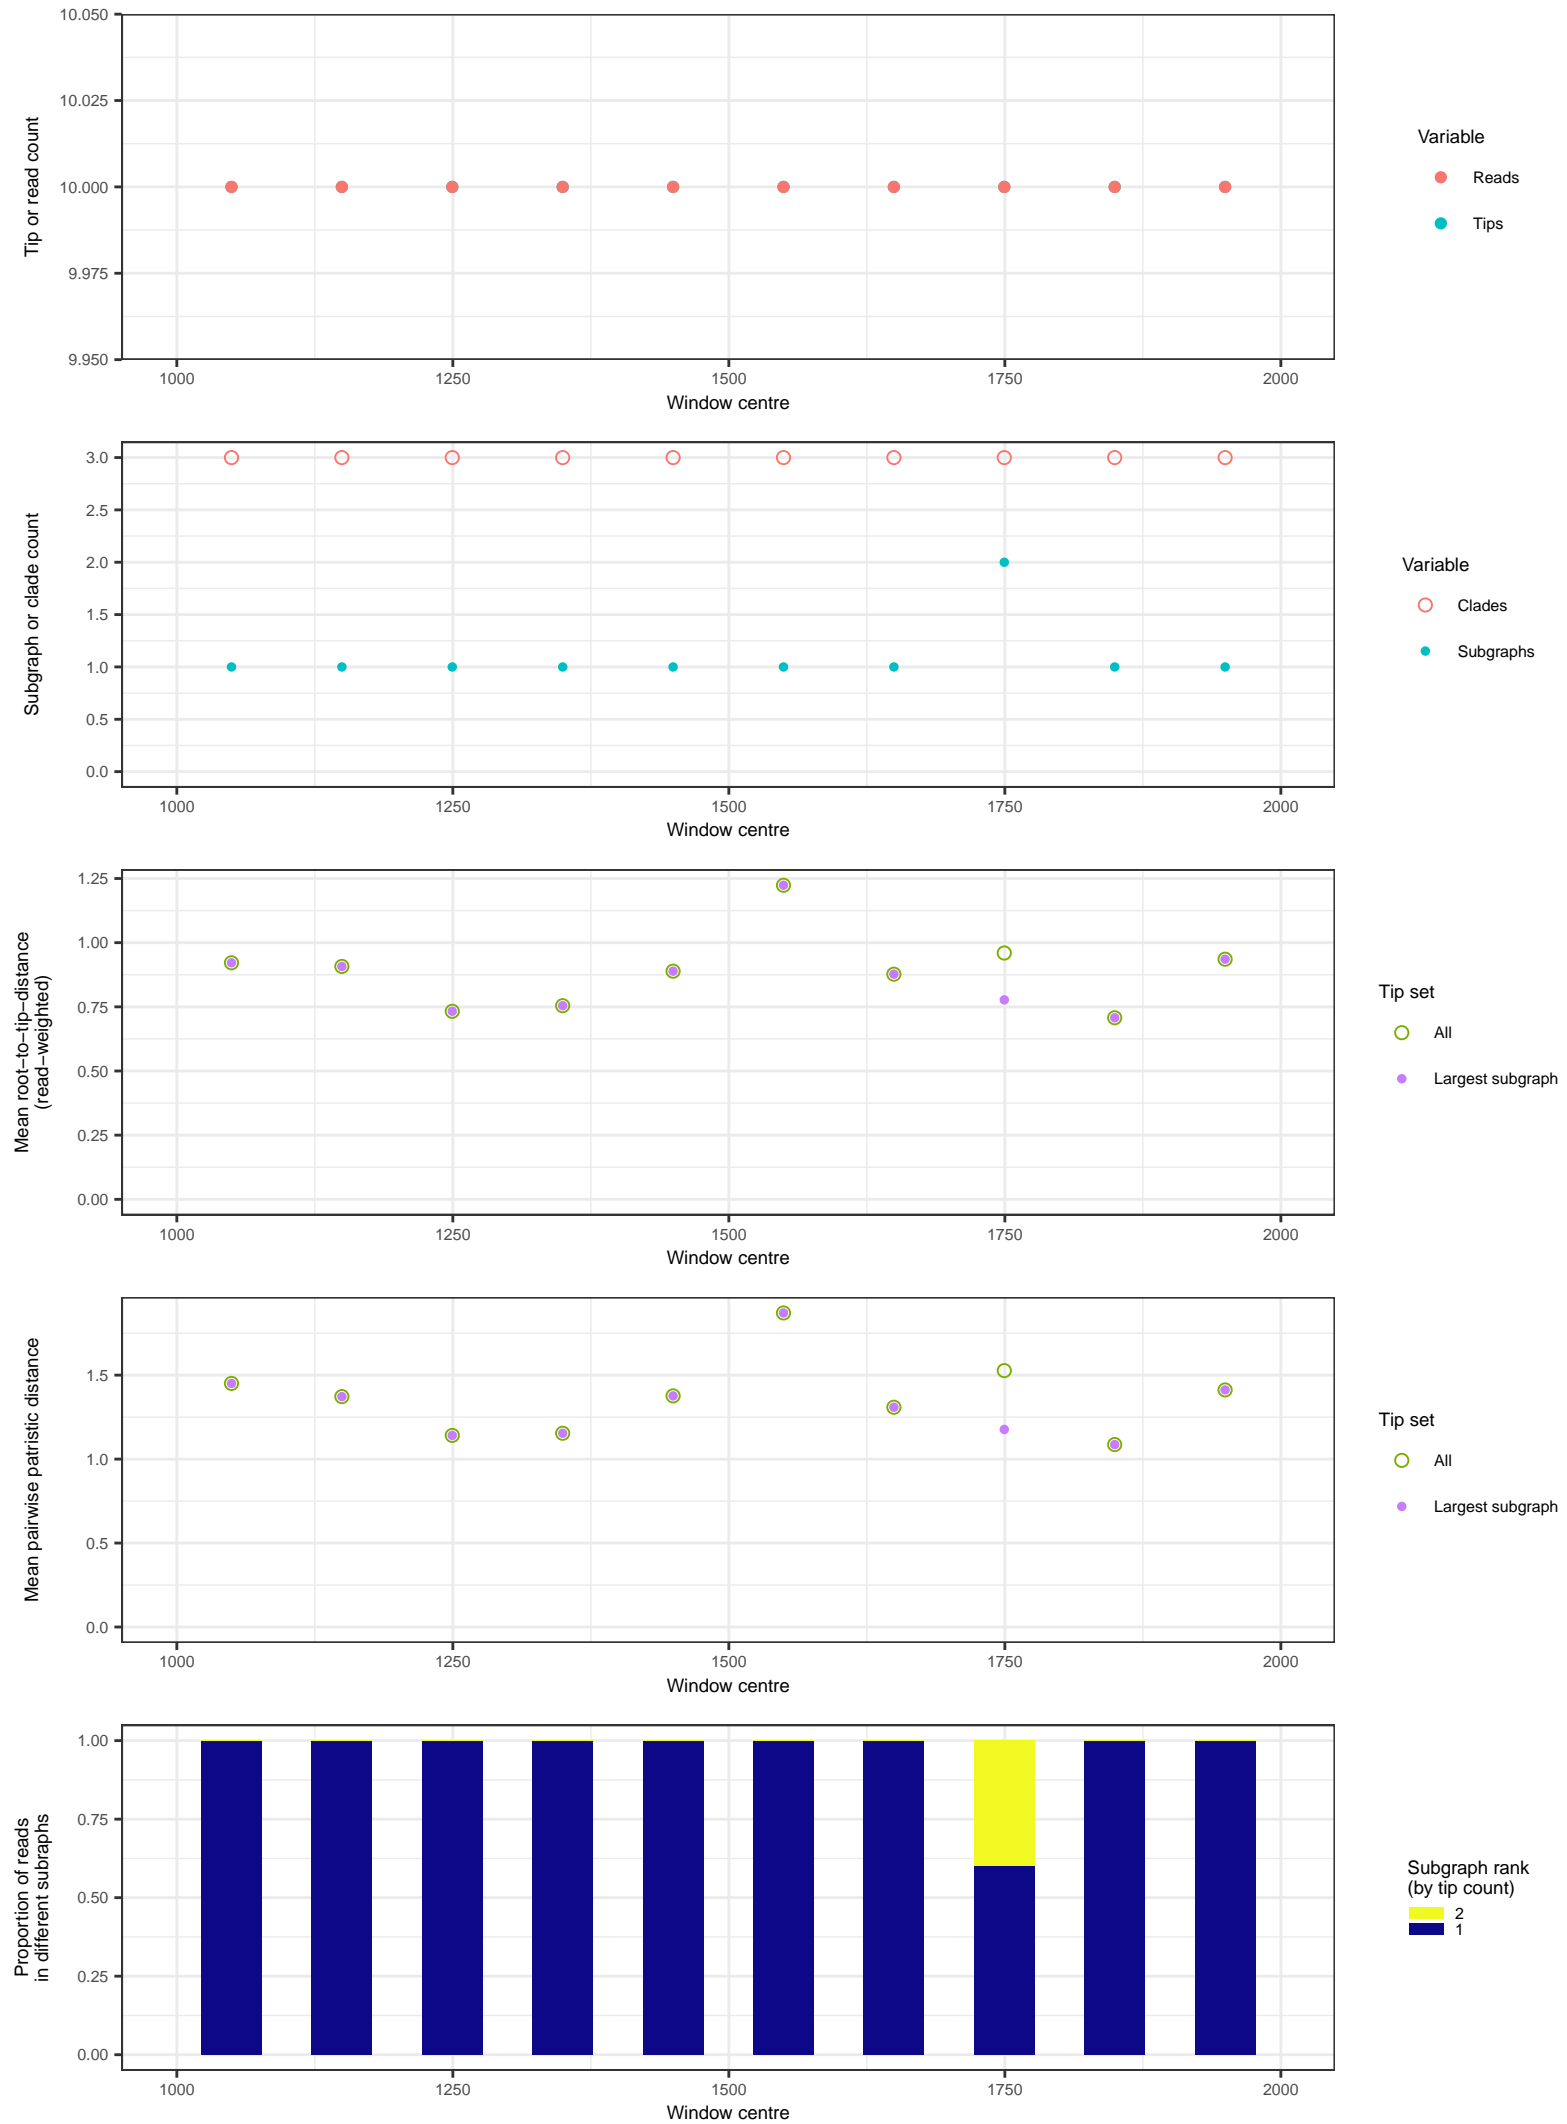 10.050
10.025
10.000
9.975
9.950
Tip or read count
1000 1250 1500 1750 2000
Window centre
Variable
Reads
Tips
3.0
2.5
2.0
1.5
1.0
0.5
0.0
Subgraph or clade count
1000 1250 1500 1750 2000
Window centre
Variable
Clades
Subgraphs
1.25
1.00
0.75
0.50
0.25
0.00
Mean root−to−tip−distance
(read−weighted)
1000 1250 1500 1750 2000
Window centre
Tip set
All
Largest subgraph
1.5
1.0
0.5
0.0
Mean pairwise patristic distance
1000 1250 1500 1750 2000
Window centre
Tip set
All
Largest subgraph
1.00
0.75
0.50
0.25
0.00
Proportion of reads
in different subraphs
1000 1250 1500 1750 2000
Window centre
Subgraph rank
(by tip count)
2
1